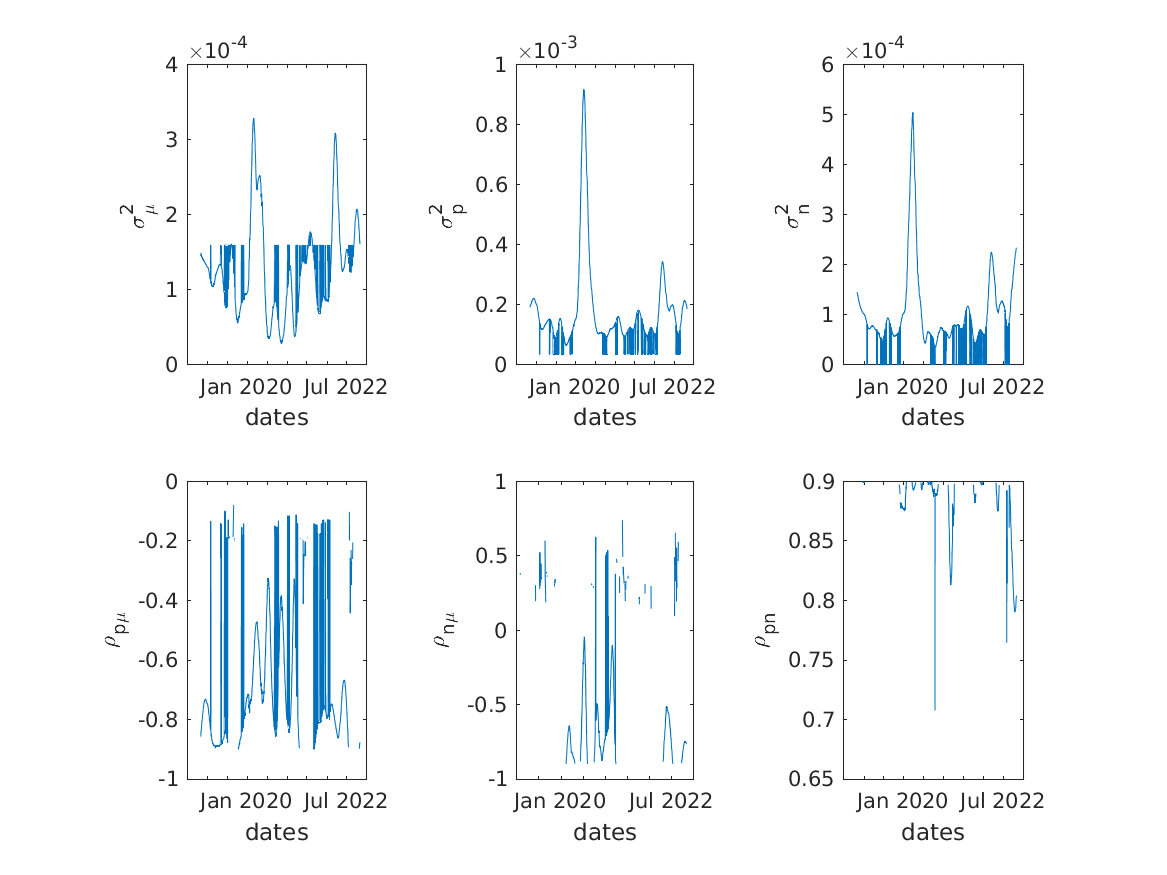 ×10-4
4
3
2
1
0
σ2μ
Jan 2020 Jul 2022
dates
×10-3
1
0.8
0.6
0.4
0.2
0
σ2p
Jan 2020 Jul 2022
dates
×10-4
6
5
4
3
2
1
0
σ2n
Jan 2020 Jul 2022
dates
0
-0.2
-0.4
-0.6
-0.8
-1
ρpμ
Jan 2020 Jul 2022
dates
1
0.5
0
-0.5
-1
ρnμ
Jan 2020 Jul 2022
dates
0.9
0.85
0.8
0.75
0.7
0.65
ρpn
Jan 2020 Jul 2022
dates